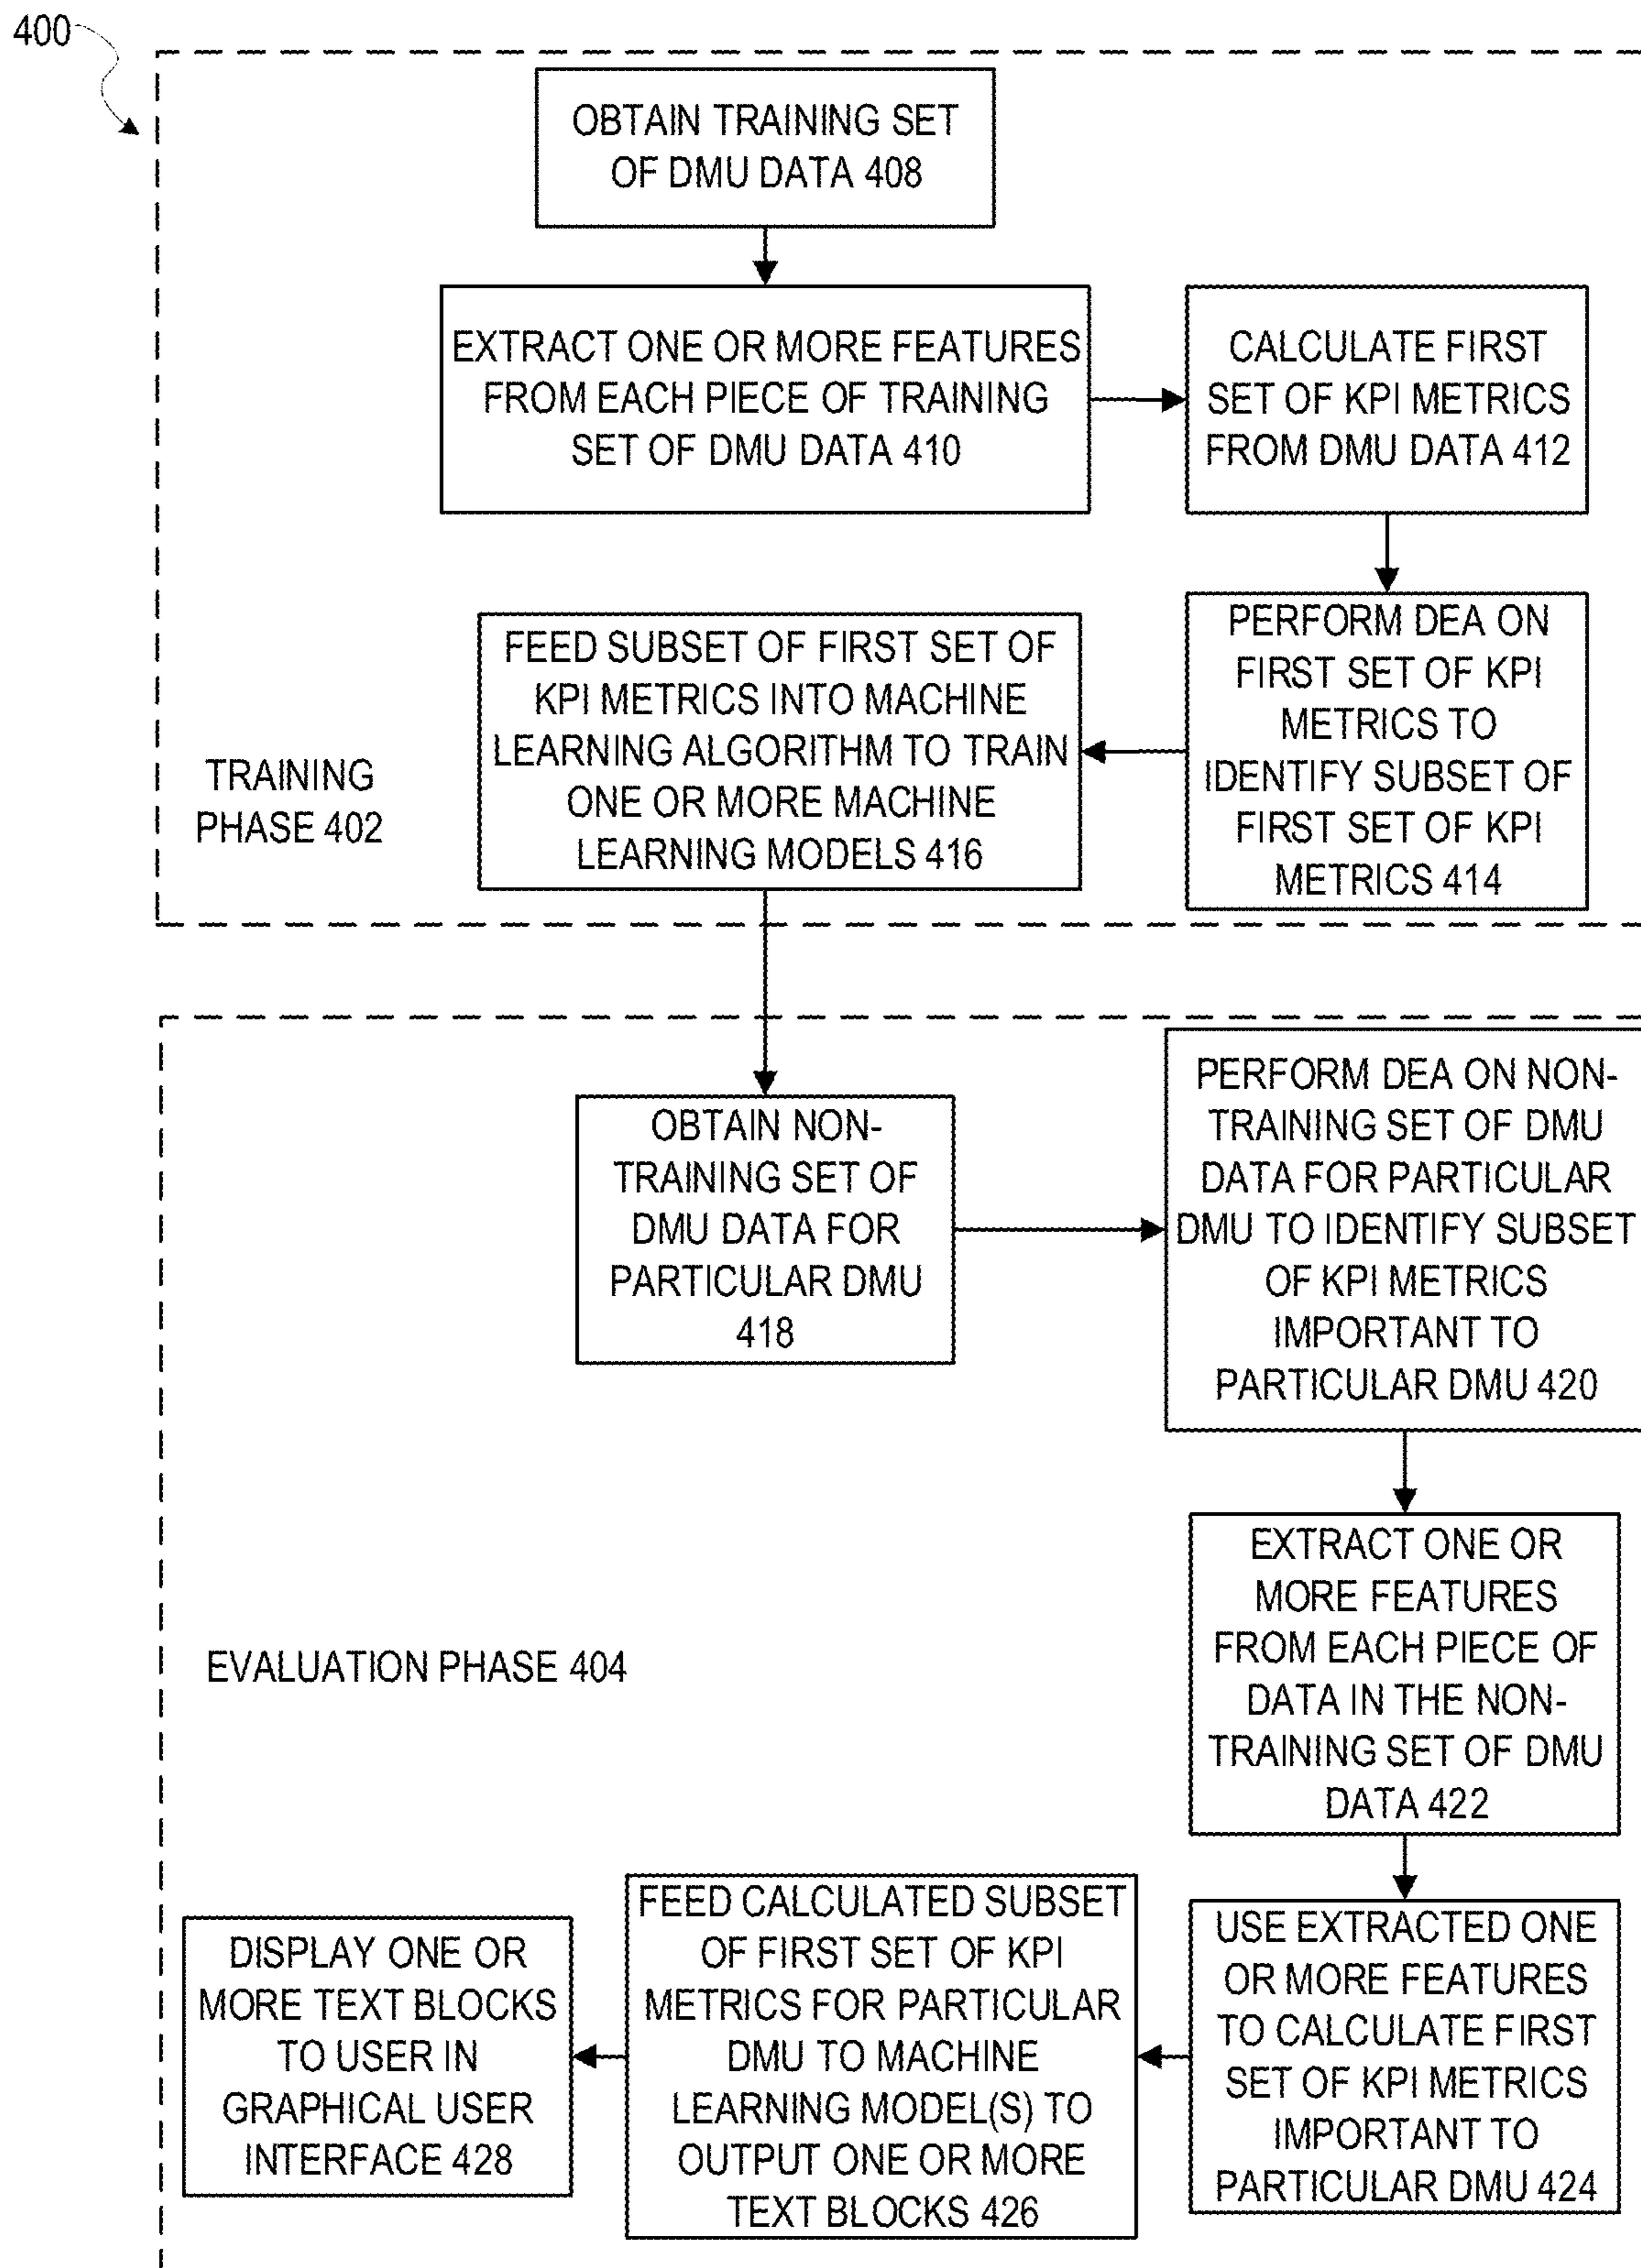 400
OBTAIN TRAINING SET
OF DMU DATA 408
EXTRACT ONE OR MORE FEATURES
FROM EACH PIECE OF TRAINING
SET OF DMU DATA 410
CALCULATE FIRST
SET OF KPI METRICS
FROM DMU DATA 412
PERFORM DEA ON
FIRST SET OF KPI
METRICS TO
IDENTIFY SUBSET OF
FIRST SET OF KPI
METRICS 414
FEED SUBSET OF FIRST SET OF
KPI METRICS INTO MACHINE
LEARNING ALGORITHM TO TRAIN
ONE OR MORE MACHINE
LEARNING MODELS 416
TRAINING
PHASE 402
OBTAIN NON-
TRAINING SET OF
DMU DATA FOR
PARTICULAR DMU
418
PERFORM DEA ON NON-
TRAINING SET OF DMU
DATA FOR PARTICULAR
DMU TO IDENTIFY SUBSET
OF KPI METRICS
IMPORTANT TO
PARTICULAR DMU 420
EXTRACT ONE OR
MORE FEATURES
FROM EACH PIECE OF
DATA IN THE NON-
TRAINING SET OF DMU
DATA 422
EVALUATION PHASE 404
USE EXTRACTED ONE
OR MORE FEATURES
TO CALCULATE FIRST
SET OF KPI METRICS
IMPORTANT TO
PARTICULAR DMU 424
FEED CALCULATED SUBSET
OF FIRST SET OF KPI
METRICS FOR PARTICULAR
DMU TO MACHINE
LEARNING MODEL(S) TO
OUTPUT ONE OR MORE
TEXT BLOCKS 426
DISPLAY ONE OR
MORE TEXT BLOCKS
TO USER IN
GRAPHICAL USER
INTERFACE 428